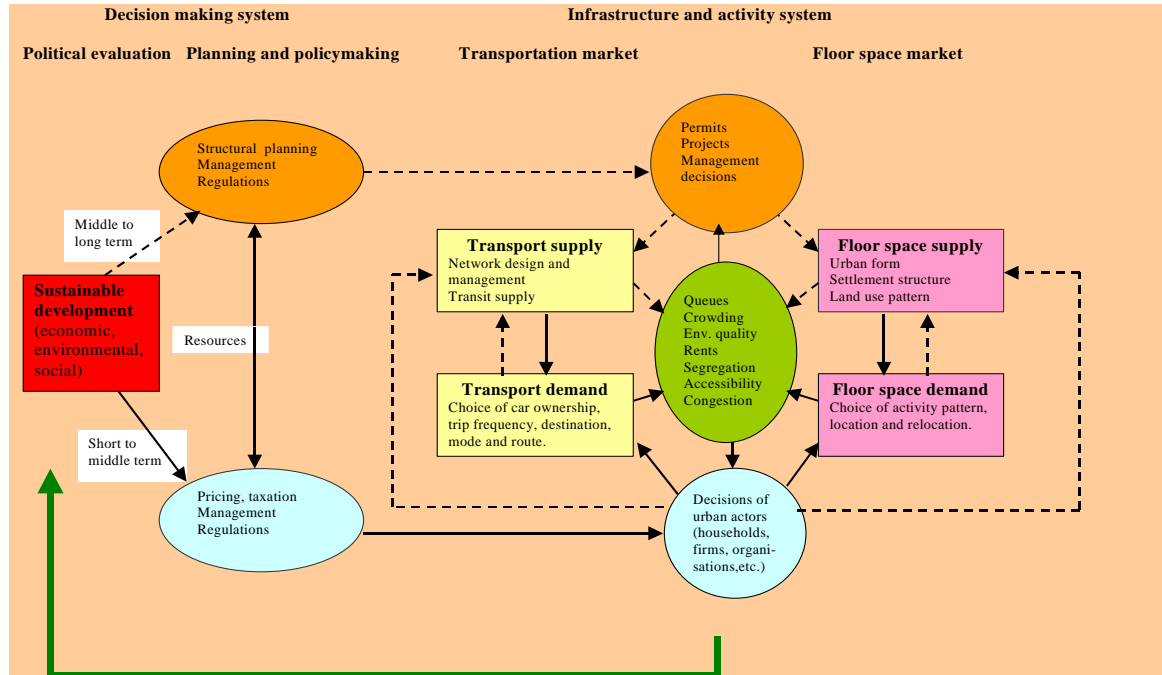 Decision making system
Infrastructure and activity system
Political evaluation
Planning and policymaking
Transportation market
Floor space market
Structural planning
Management
Regulations
Permits
Projects
Management
decisions
Middle to
long term
Transport supply
Network design and
management
Transit supply
Floor space supply
Urban form
Settlement structure
Land use pattern
Sustainable
development
(economic,
environmental,
social)
Resources
Queues
Crowding
Env. quality
Rents
Segregation
Accessibility
Congestion
Transport demand
Choice of car ownership,
trip frequency, destination,
mode and route.
Floor space demand
Choice of activity pattern,
location and relocation.
Short to
middle term
Pricing, taxation
Management
Regulations
Decisions of
urban actors
(households,
firms, organi-
sations,etc.)